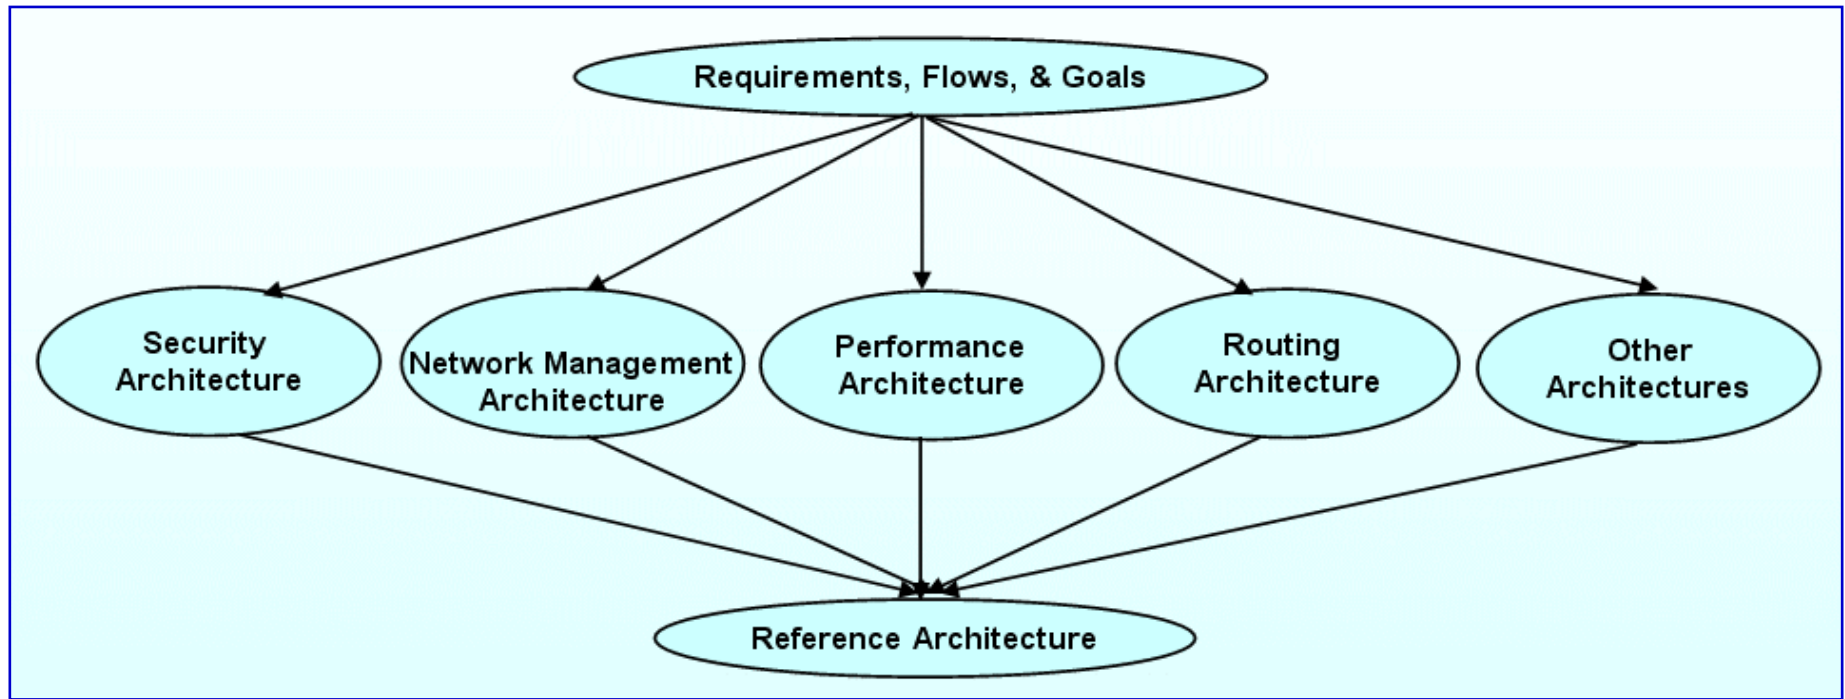 Requirements, Flows, & Goals
Security
Architecture
Network Management
Architecture
Performance
Architecture
Routing
Architecture
Other
Architectures
Reference Architecture